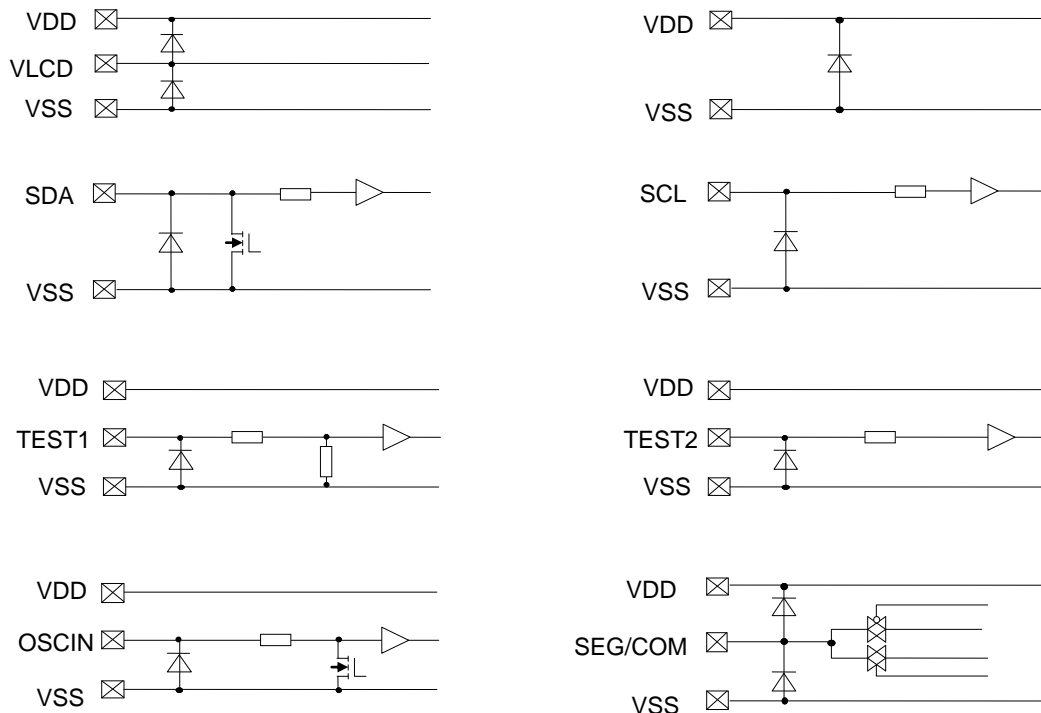 VDD
VLCD
VSS
VDD
VSS
SDA
VSS
SCL
VSS
VDD
TEST1
VSS
VDD
TEST2
VSS
VDD
OSCIN
VSS
VDD
SEG/COM
VSS